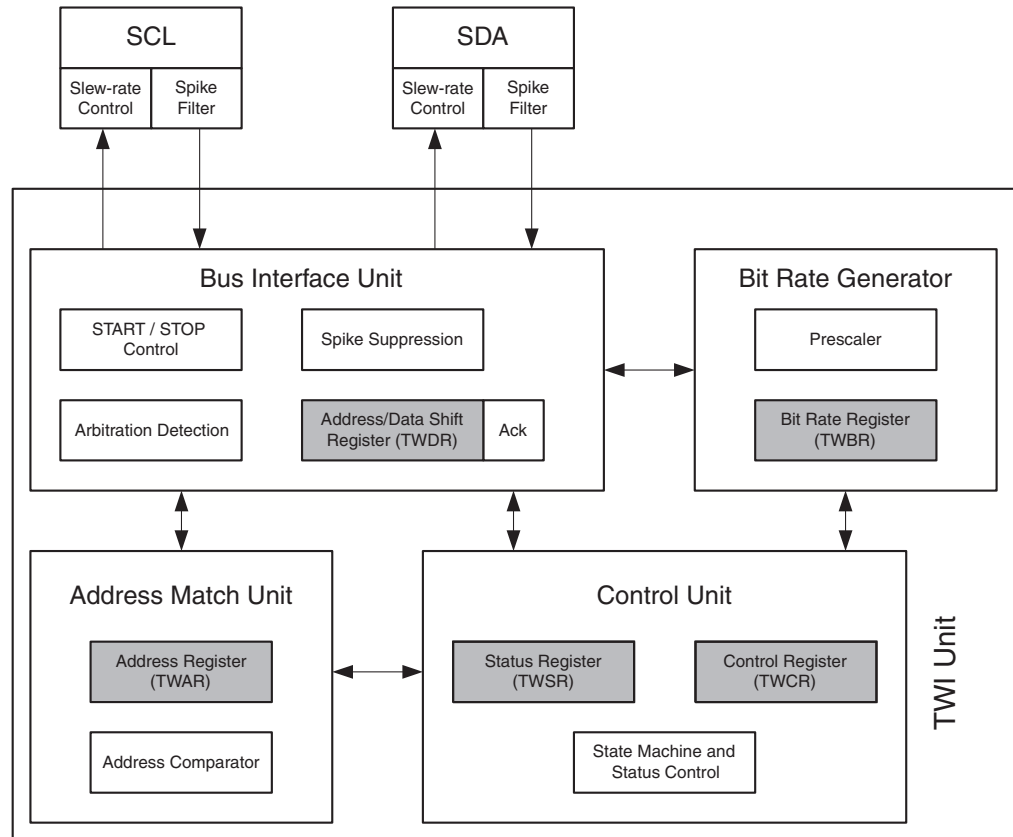 SCL
Slew-rate
Control
Spike
Filter
SDA
Slew-rate
Control
Spike
Filter
Bus Interface Unit
START / STOP
Control
Spike Suppression
Arbitration Detection
Address/Data Shift
Register (TWDR)
Ack
Bit Rate Generator
Prescaler
Bit Rate Register
(TWBR)
Address Match Unit
Address Register
(TWAR)
Address Comparator
Control Unit
Status Register
(TWSR)
Control Register
(TWCR)
State Machine and
Status Control
TWI Unit